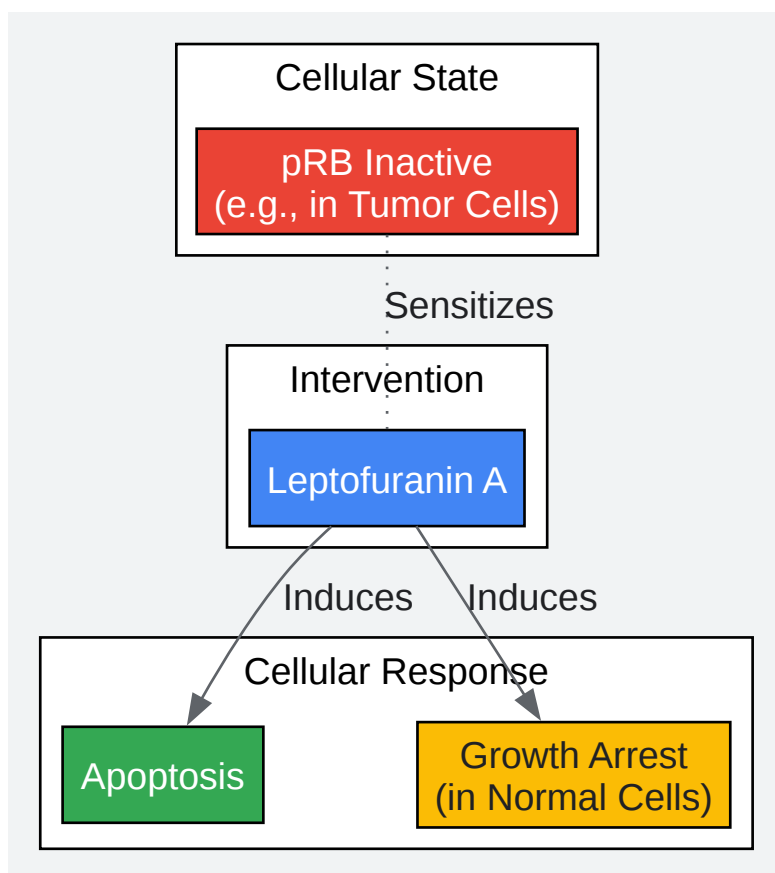 Cellular State
pRB Inactive
(e.g., in Tumor Cells)
Sensitizes
Intervention
Leptofuranin A
Induces
Induces
Cellular Response
Apoptosis
Growth Arrest
(in Normal Cells)